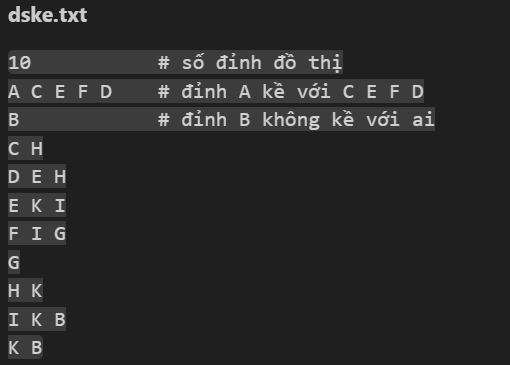 dske.txt
10 # số đỉnh đồ thị
A C E F D # đỉnh A kề với C E F D
B # đỉnh B không kề với ai
C H
D E H
E K I
F I G
G
H K
I K B
K B